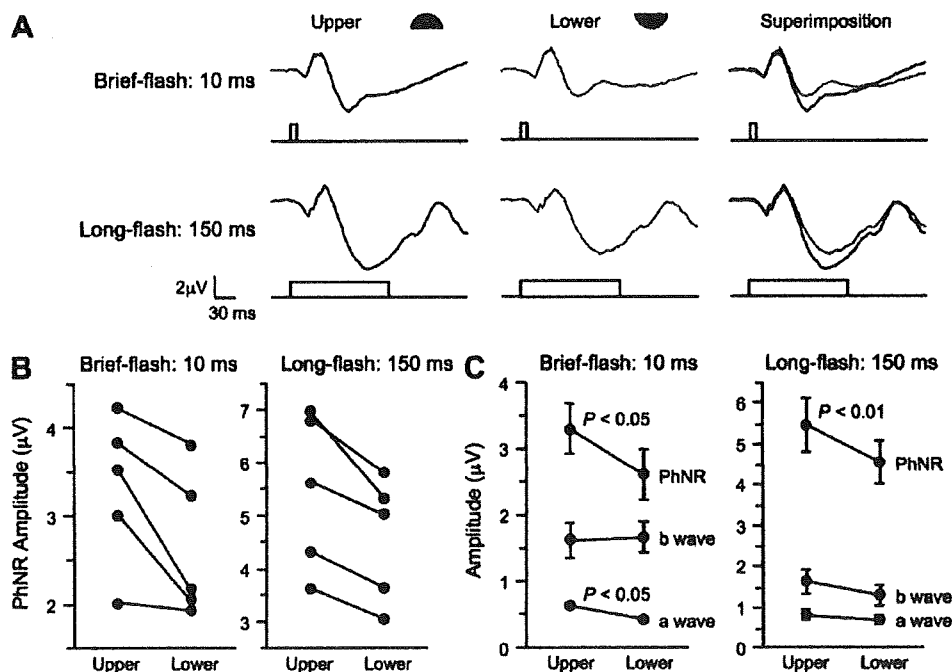 A
Upper
Lower
Superimposition
Brief-flash: 10 ms
Long-flash: 150 ms
2μV
30 ms
B
Brief-flash: 10 ms
Long-flash: 150 ms
PhNR Amplitude (μV)
4
3
2
7
6
5
4
3
Upper
Lower
Upper
Lower
C
Brief-flash: 10 ms
Long-flash: 150 ms
Amplitude (μV)
4
3
2
1
0
P < 0.05
PhNR
b wave
P < 0.05
a wave
6
5
4
3
2
1
0
P < 0.01
PhNR
b wave
a wave
Upper
Lower
Upper
Lower